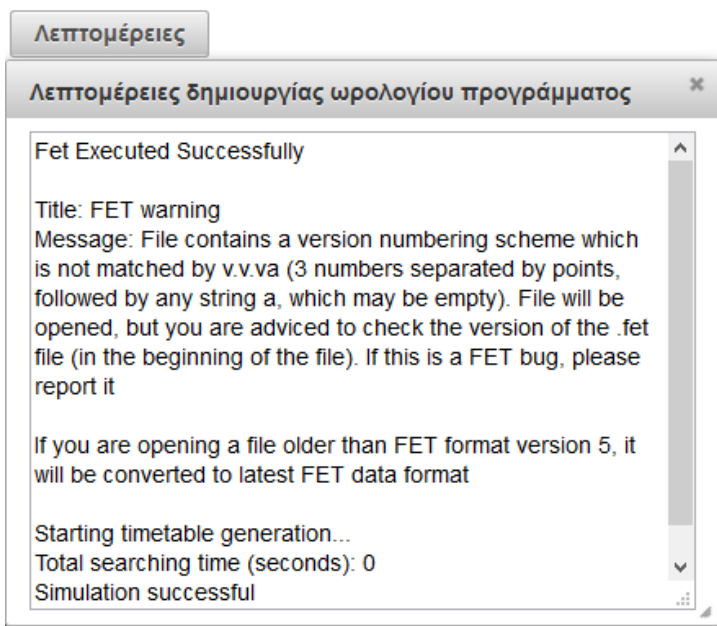 Λεπτομέρειες
Λεπτομέρειες δημιουργίας ωρολογίου προγράμματος
Fet Executed Successfully
Title: FET warning
Message: File contains a version numbering scheme which
is not matched by v.v.va (3 numbers separated by points,
followed by any string a, which may be empty). File will be
opened, but you are adviced to check the version of the .fet
file (in the beginning of the file). If this is a FET bug, please
report it
If you are opening a file older than FET format version 5, it
will be converted to latest FET data format
Starting timetable generation...
Total searching time (seconds): 0
Simulation successful